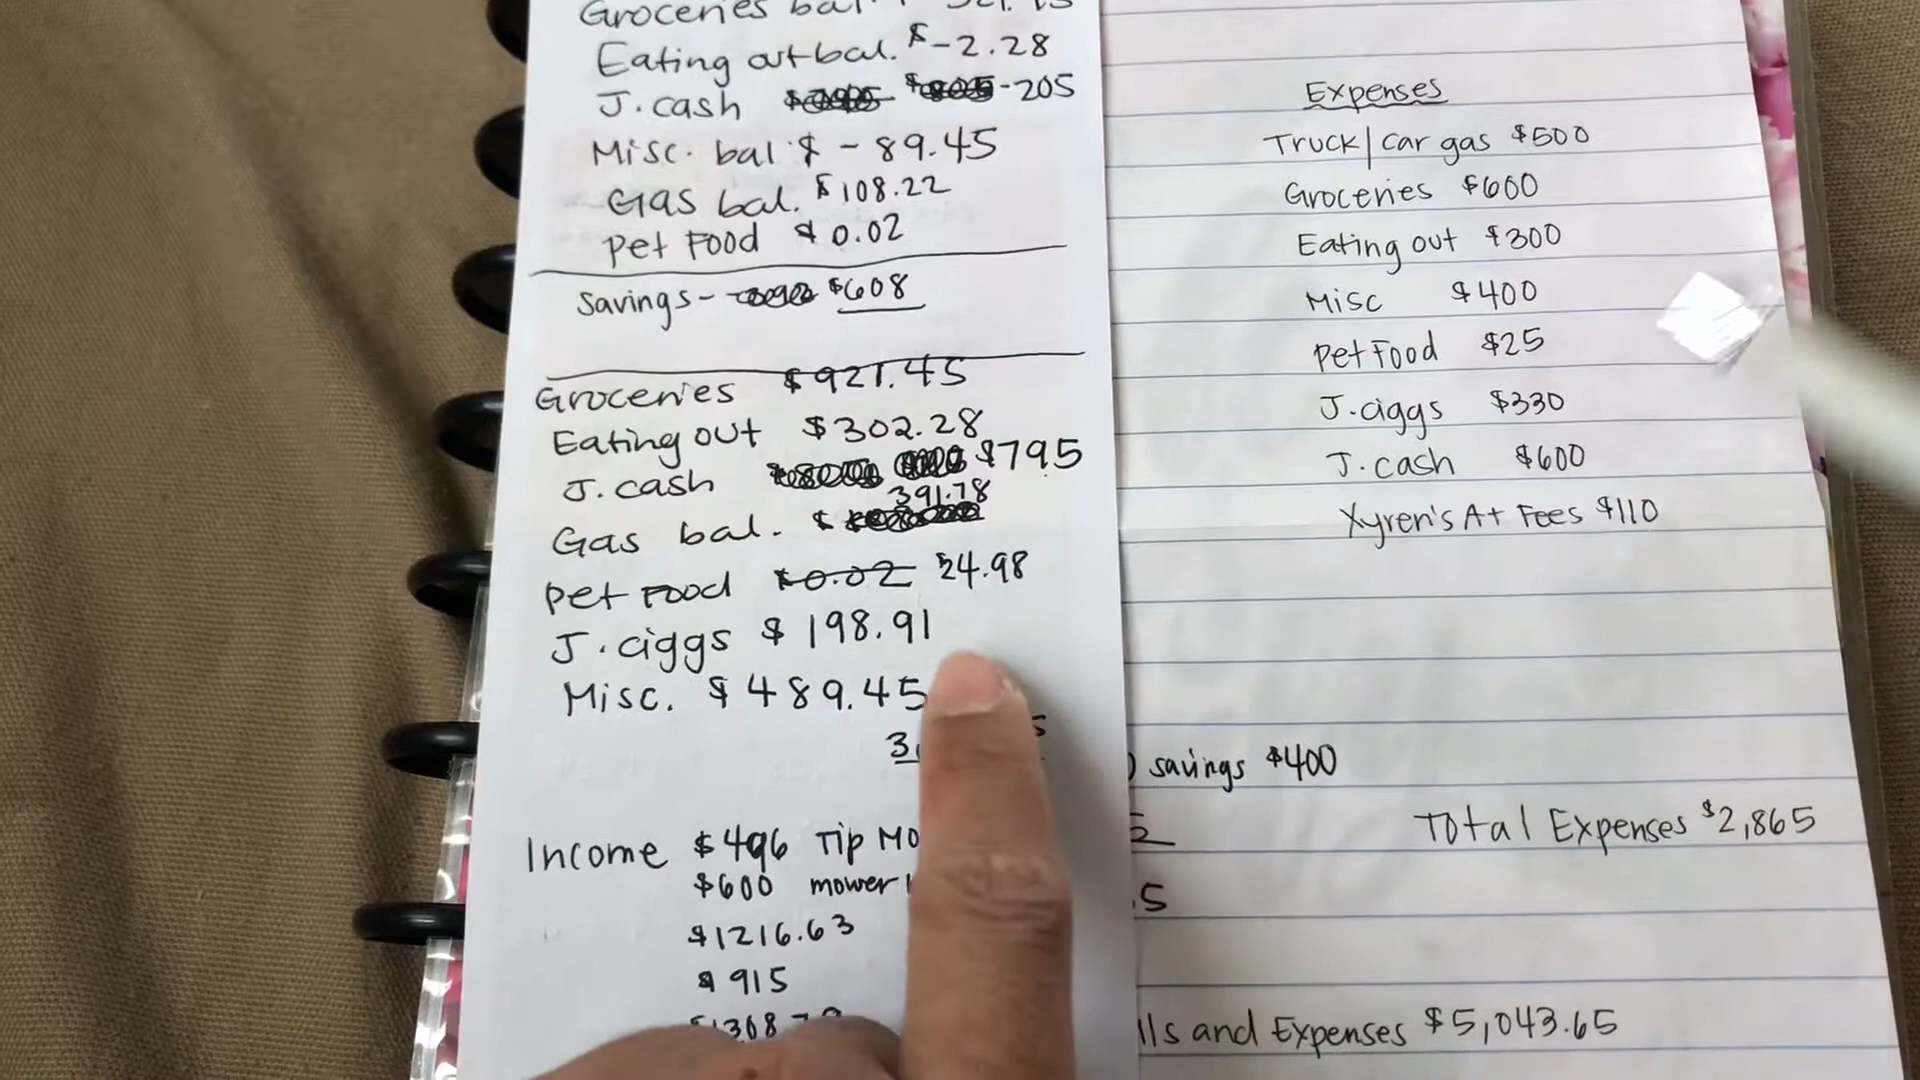 Groceries bal.
Eating out bal. $-2.28
J. cash -205
Misc. bal $ - 89.45
Gas bal. $108.22
pet Food $ 0.02
Savings- $608
Groceries $921.45
Eating out $302.28
J. cash $795
391.78
Gas bal. $
pet Food $0.02 24.98
J. ciggs $ 198.91
Misc. $489.45
Income $496 Tip
$600 mower
$1216.63
$915
Expenses
Truck/car gas $500
Groceries $600
Eating out $300
Misc $400
Pet Food $25
J. ciggs $330
J. cash $600
Xyren's A+ Fees $110
savings $400
Total Expenses $2,865
and Expenses $5,043.65